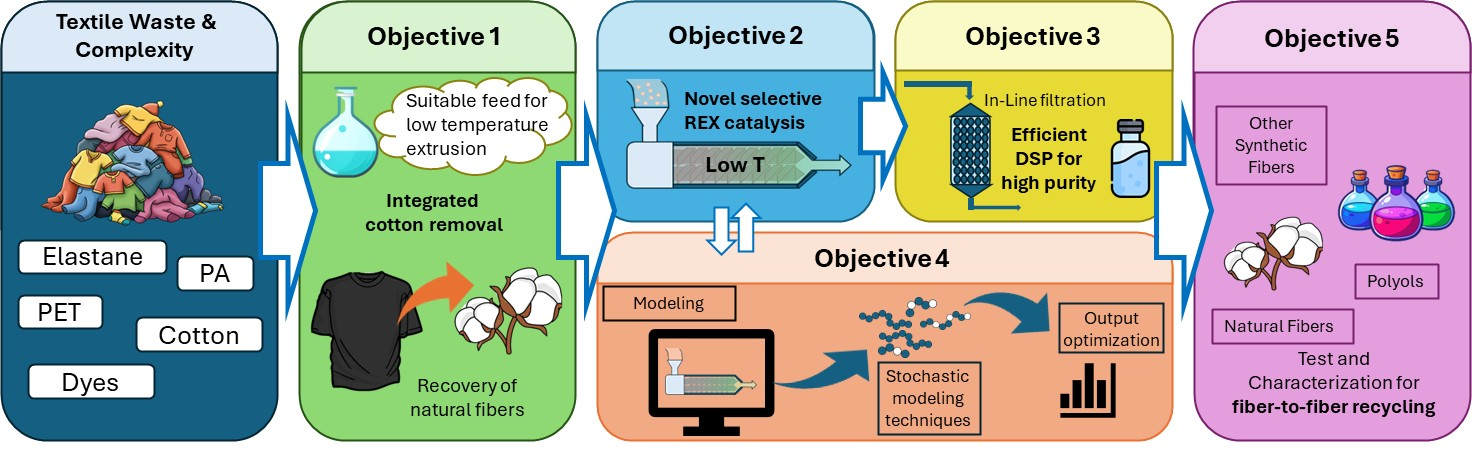 Textile Waste &
Complexity
Elastane
PA
PET
Cotton
Dyes
Objective 1
Suitable feed for
low temperature
extrusion
Integrated
cotton removal
Recovery of
natural fibers
Objective 2
Novel selective
REX catalysis
Low T
Objective 3
In-Line filtration
Efficient
DSP for
high purity
Objective 4
Modeling
Stochastic
modeling
techniques
Output
optimization
Objective 5
Other
Synthetic
Fibers
Polyols
Natural Fibers
Test and
Characterization for
fiber-to-fiber recycling